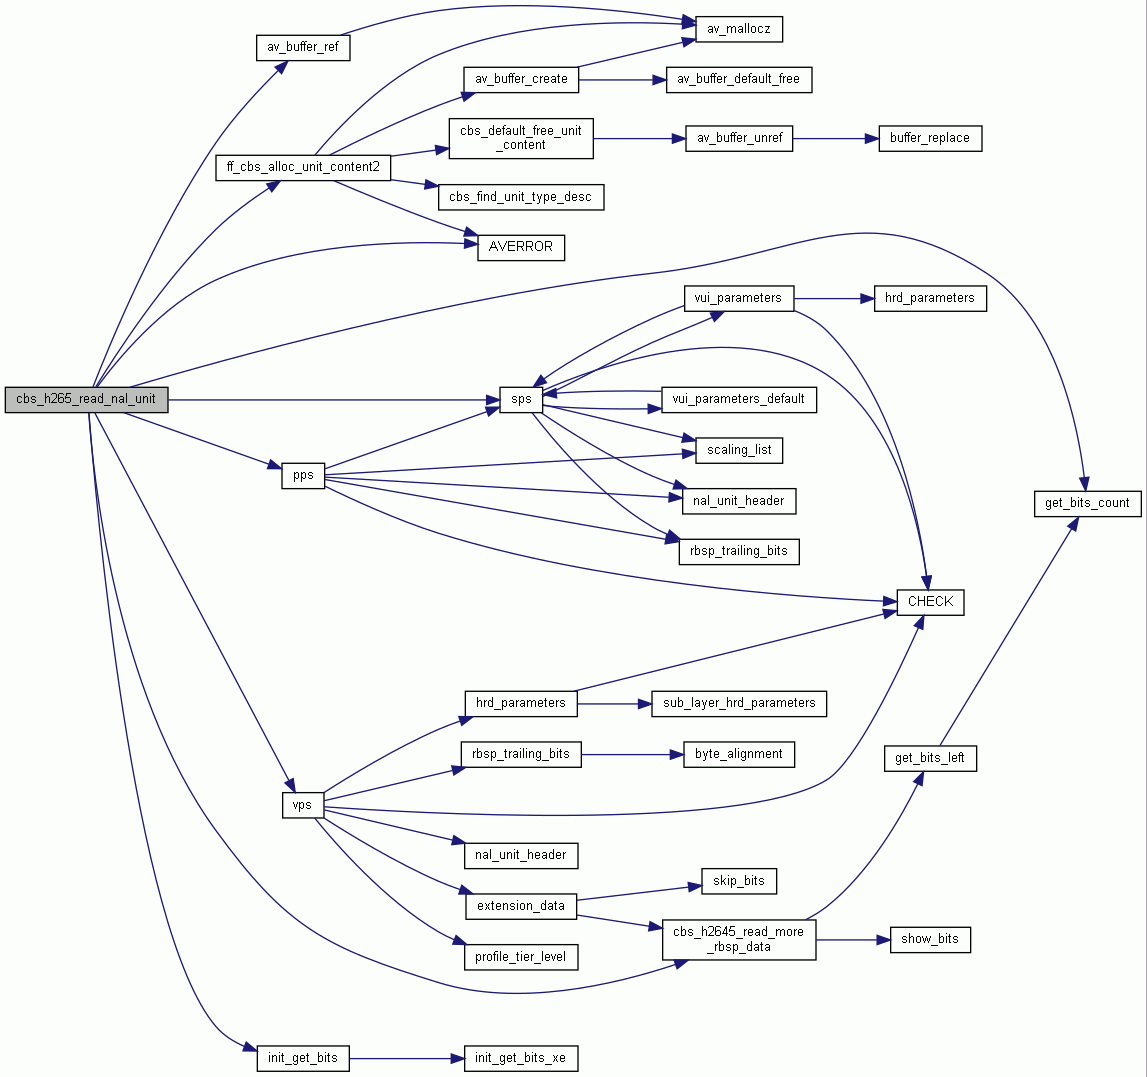 av_buffer_ref
av_mallocz
av_buffer_create
av_buffer_default_free
cbs_default_free_unit
_content
av_buffer_unref
buffer_replace
ff_cbs_alloc_unit_content2
cbs_find_unit_type_desc
AVERROR
vui_parameters
hrd_parameters
cbs_h265_read_nal_unit
sps
vui_parameters_default
scaling_list
pps
nal_unit_header
get_bits_count
rbsp_trailing_bits
CHECK
hrd_parameters
sub_layer_hrd_parameters
rbsp_trailing_bits
byte_alignment
get_bits_left
vps
nal_unit_header
skip_bits
extension_data
cbs_h2645_read_more
_rbsp_data
show_bits
profile_tier_level
init_get_bits
init_get_bits_xe